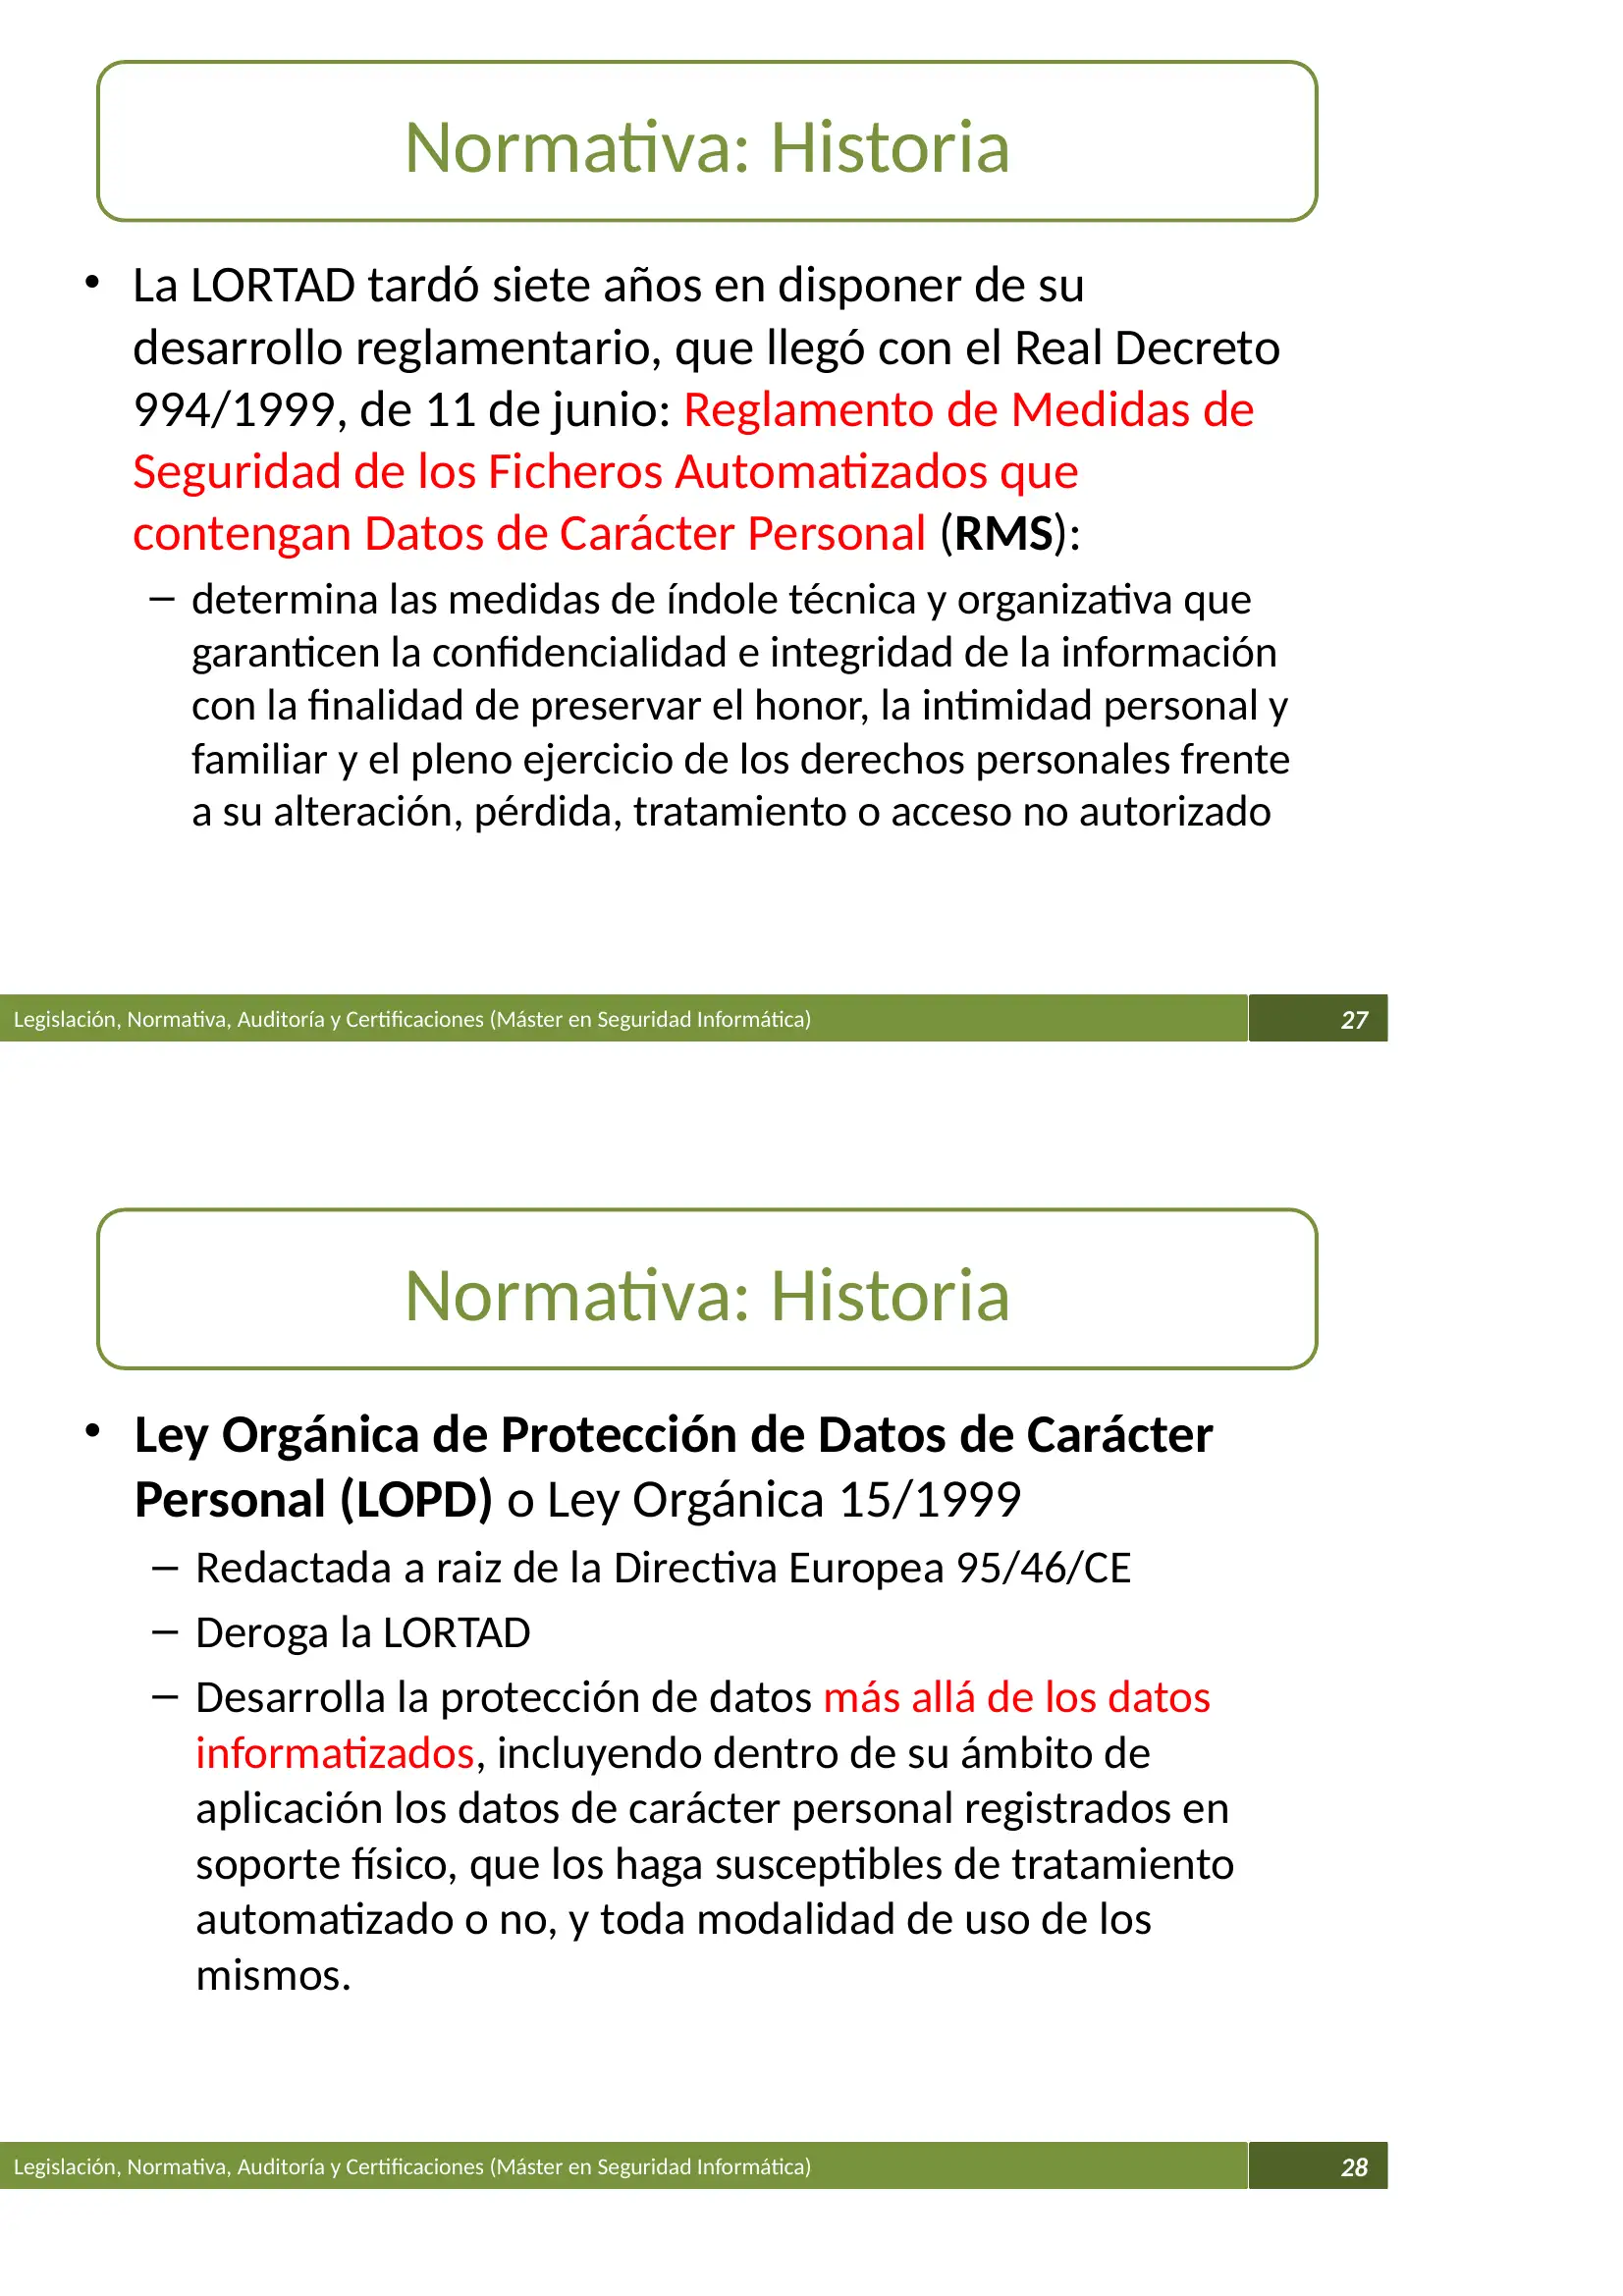 Normativa: Historia
• La LORTAD tardó siete años en disponer de su
desarrollo reglamentario, que llegó con el Real Decreto
994/1999, de 11 de junio: Reglamento de Medidas de
Seguridad de los Ficheros Automatizados que
contengan Datos de Carácter Personal (RMS):
– determina las medidas de índole técnica y organizativa que
garanticen la confidencialidad e integridad de la información
con la finalidad de preservar el honor, la intimidad personal y
familiar y el pleno ejercicio de los derechos personales frente
a su alteración, pérdida, tratamiento o acceso no autorizado
Legislación, Normativa, Auditoría y Certificaciones (Máster en Seguridad Informática) 27
Normativa: Historia
• Ley Orgánica de Protección de Datos de Carácter
Personal (LOPD) o Ley Orgánica 15/1999
– Redactada a raiz de la Directiva Europea 95/46/CE
– Deroga la LORTAD
– Desarrolla la protección de datos más allá de los datos
informatizados, incluyendo dentro de su ámbito de
aplicación los datos de carácter personal registrados en
soporte físico, que los haga susceptibles de tratamiento
automatizado o no, y toda modalidad de uso de los
mismos.
Legislación, Normativa, Auditoría y Certificaciones (Máster en Seguridad Informática) 28